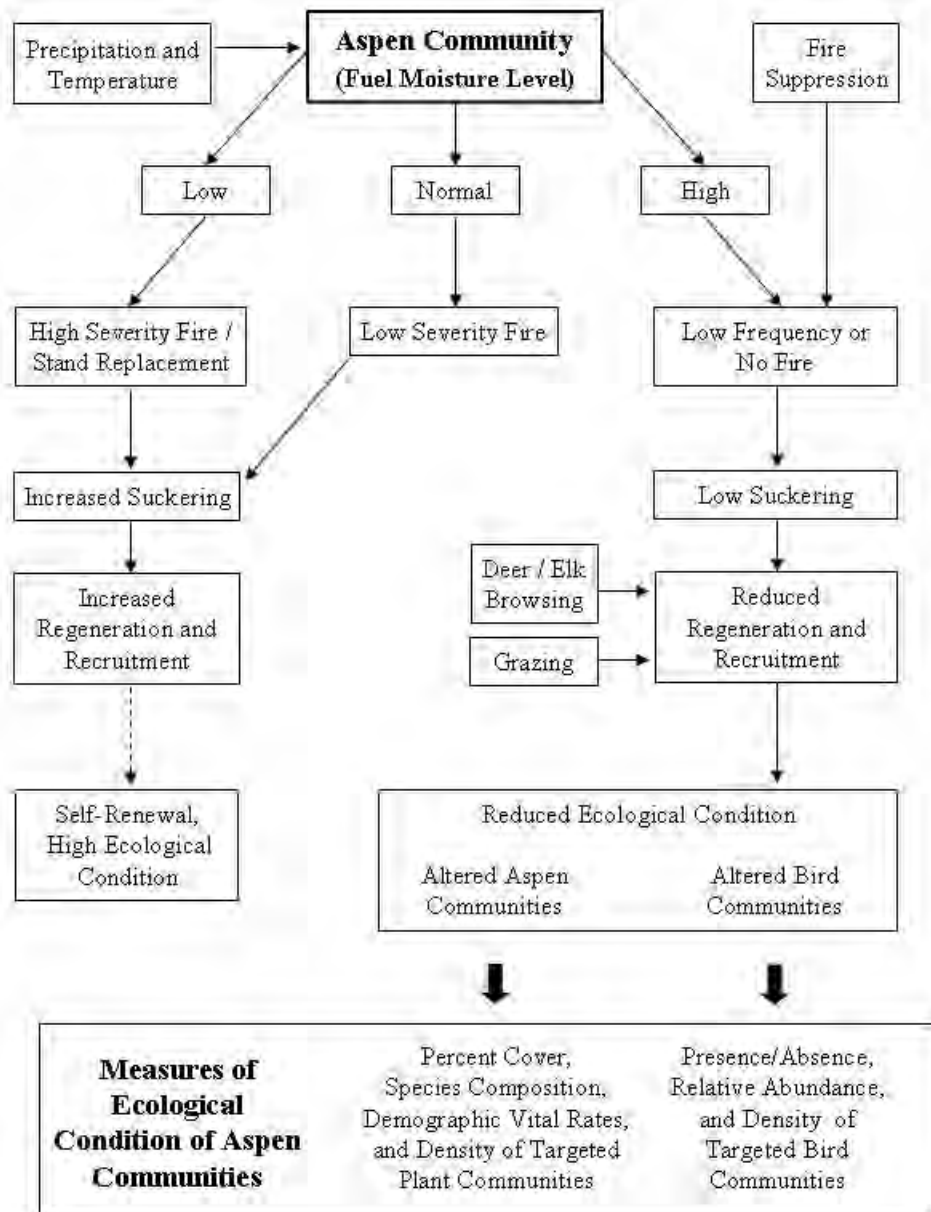 Precipitation and
Temperature
Aspen Community
(Fuel Moisture Level)
Fire
Suppression
Low
Normal
High
High Severity Fire /
Stand Replacement
Low Severity Fire
Low Frequency or
No Fire
Increased Suckering
Low Suckering
Increased
Regeneration and
Recruitment
Deer / Elk
Browsing
Grazing
Reduced
Regeneration and
Recruitment
Self-Renewal,
High Ecological
Condition
Reduced Ecological Condition
Altered Aspen
Communities
Altered Bird
Communities
Measures of
Ecological
Condition of Aspen
Communities
Percent Cover,
Species Composition,
Demographic Vital Rates,
and Density of Targeted
Plant Communities
Presence/Absence,
Relative Abundance,
and Density of
Targeted Bird
Communities